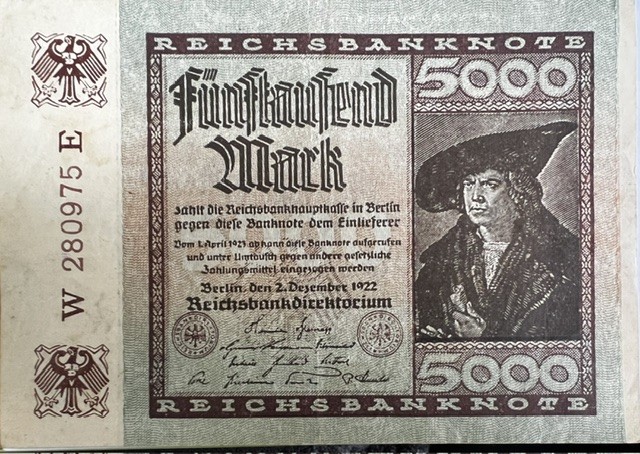 REICHSBANKNOTE
5000
Fünftausend
Mark
zahlt die Reichsbankhauptkasse in Berlin
gegen diese Banknote dem Einlieferer
Vom 1. April 1923 ab kann diese Banknote aufgerufen
und unter Umtausch gegen andere gesetzliche
Zahlungsmittel eingezogen werden
Berlin, den 2. Dezember 1922
Reichsbankdirektorium
5000
REICHSBANKNOTE
W 280975 E